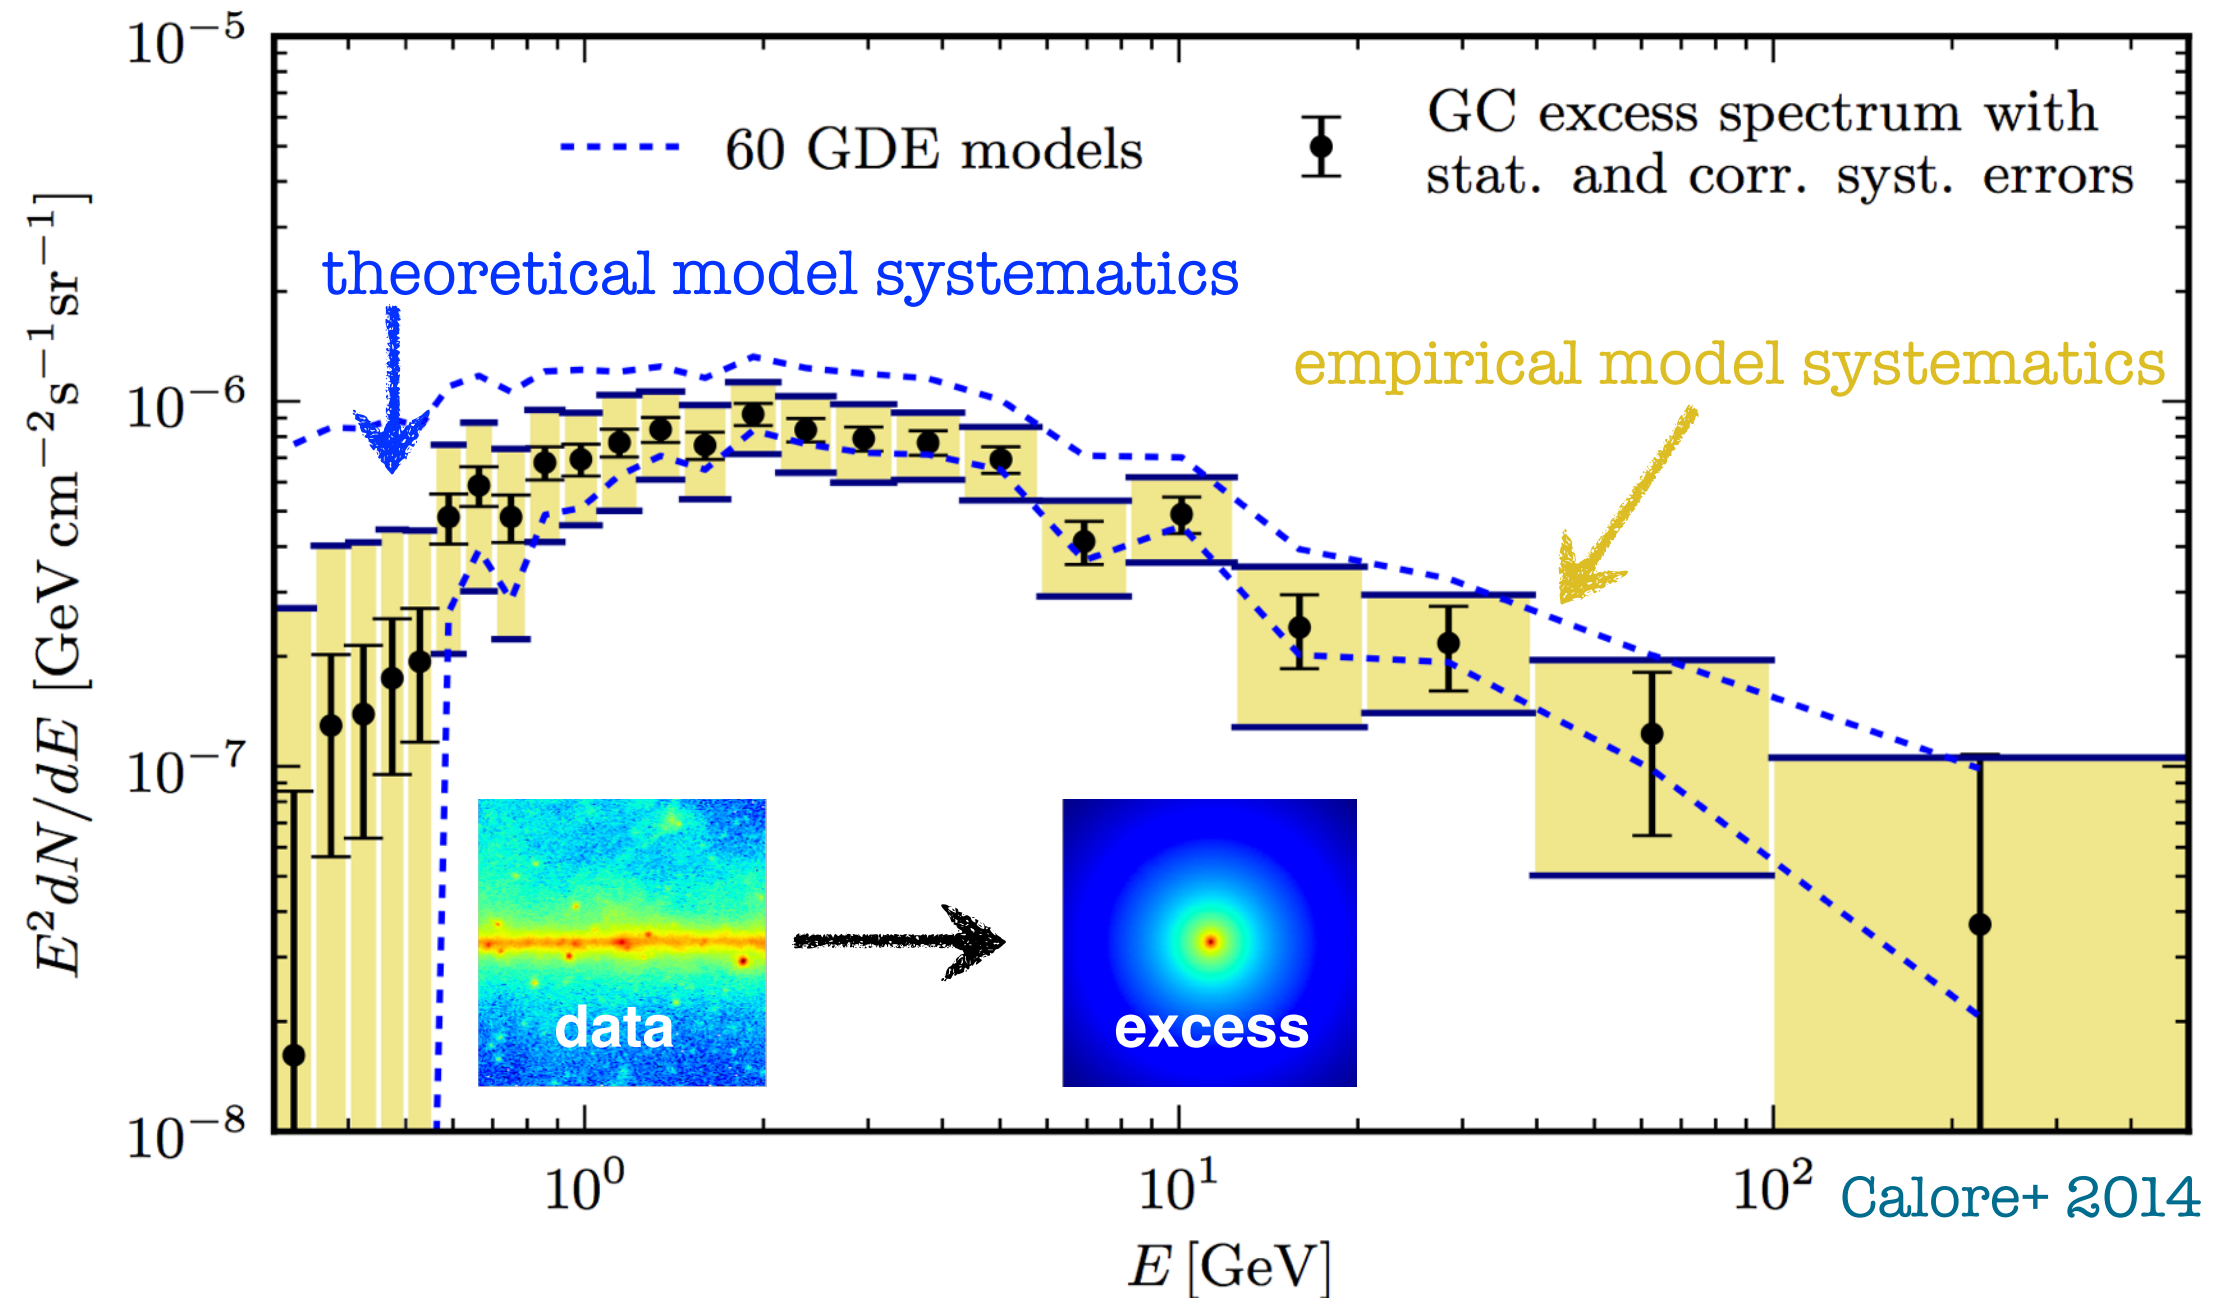 10⁻⁵
60 GDE models
GC excess spectrum with
stat. and corr. syst. errors
theoretical model systematics
empirical model systematics
10⁻⁶
E² dN/dE [GeV cm⁻²s⁻¹sr⁻¹]
10⁻⁷
data
excess
10⁻⁸
10⁰
10¹
10²
Calore+ 2014
E [GeV]